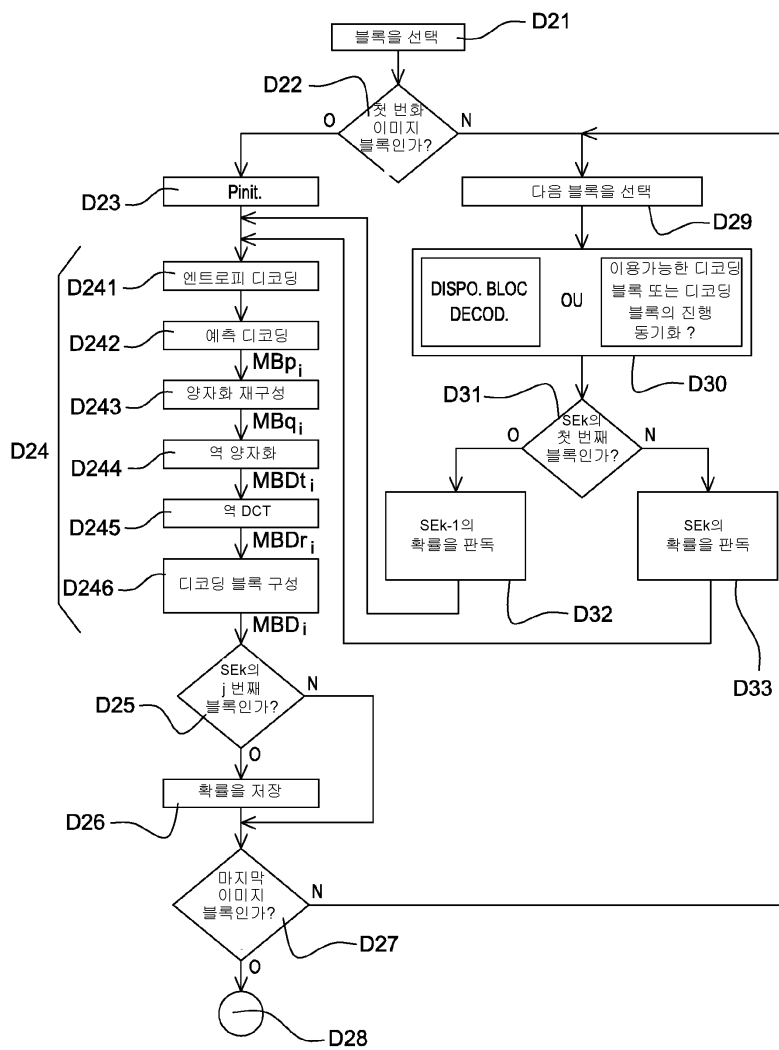 블록을 선택
D21
D22
첫 번화
이미지
블록인가?
O
N
D23
Pinit.
다음 블록을 선택
D29
D24
D241
엔트로피 디코딩
D242
예측 디코딩
MBpi
D243
양자화 재구성
MBqi
D244
역 양자화
MBDti
D245
역 DCT
MBDri
D246
디코딩 블록 구성
MBDi
DISPO. BLOC
DECOD.
OU
이용가능한 디코딩
블록 또는 디코딩
블록의 진행
동기화 ?
D30
D31
SEk의
첫 번째
블록인가?
O
N
SEk-1의
확률을 판독
D32
SEk의
확률을 판독
D33
D25
SEk의
j 번째
블록인가?
N
O
확률을 저장
D26
마지막
이미지
블록인가?
N
D27
O
D28